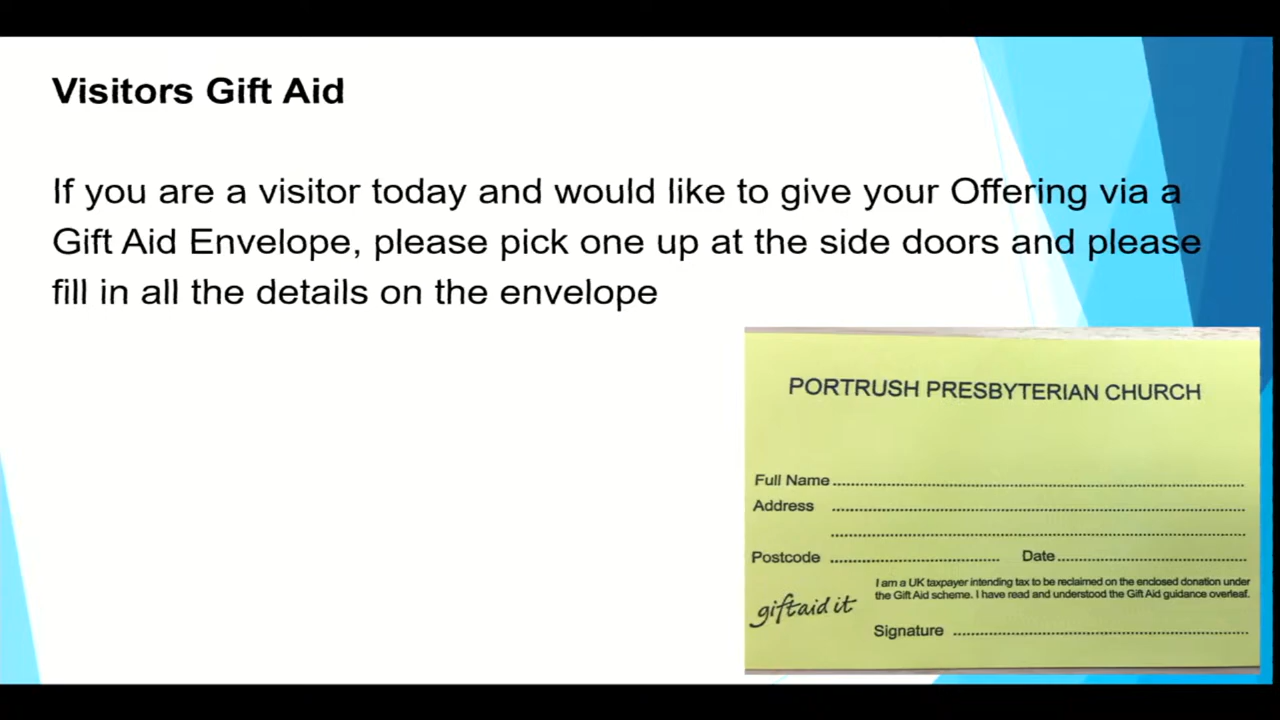 Visitors Gift Aid
If you are a visitor today and would like to give your Offering via a
Gift Aid Envelope, please pick one up at the side doors and please
fill in all the details on the envelope
PORTRUSH PRESBYTERIAN CHURCH
Full Name
Address
Postcode Date
I am a UK taxpayer intending tax to be reclaimed on the enclosed donation under
the Gift Aid scheme. I have read and understood the Gift Aid guidance overleaf.
giftaid it
Signature